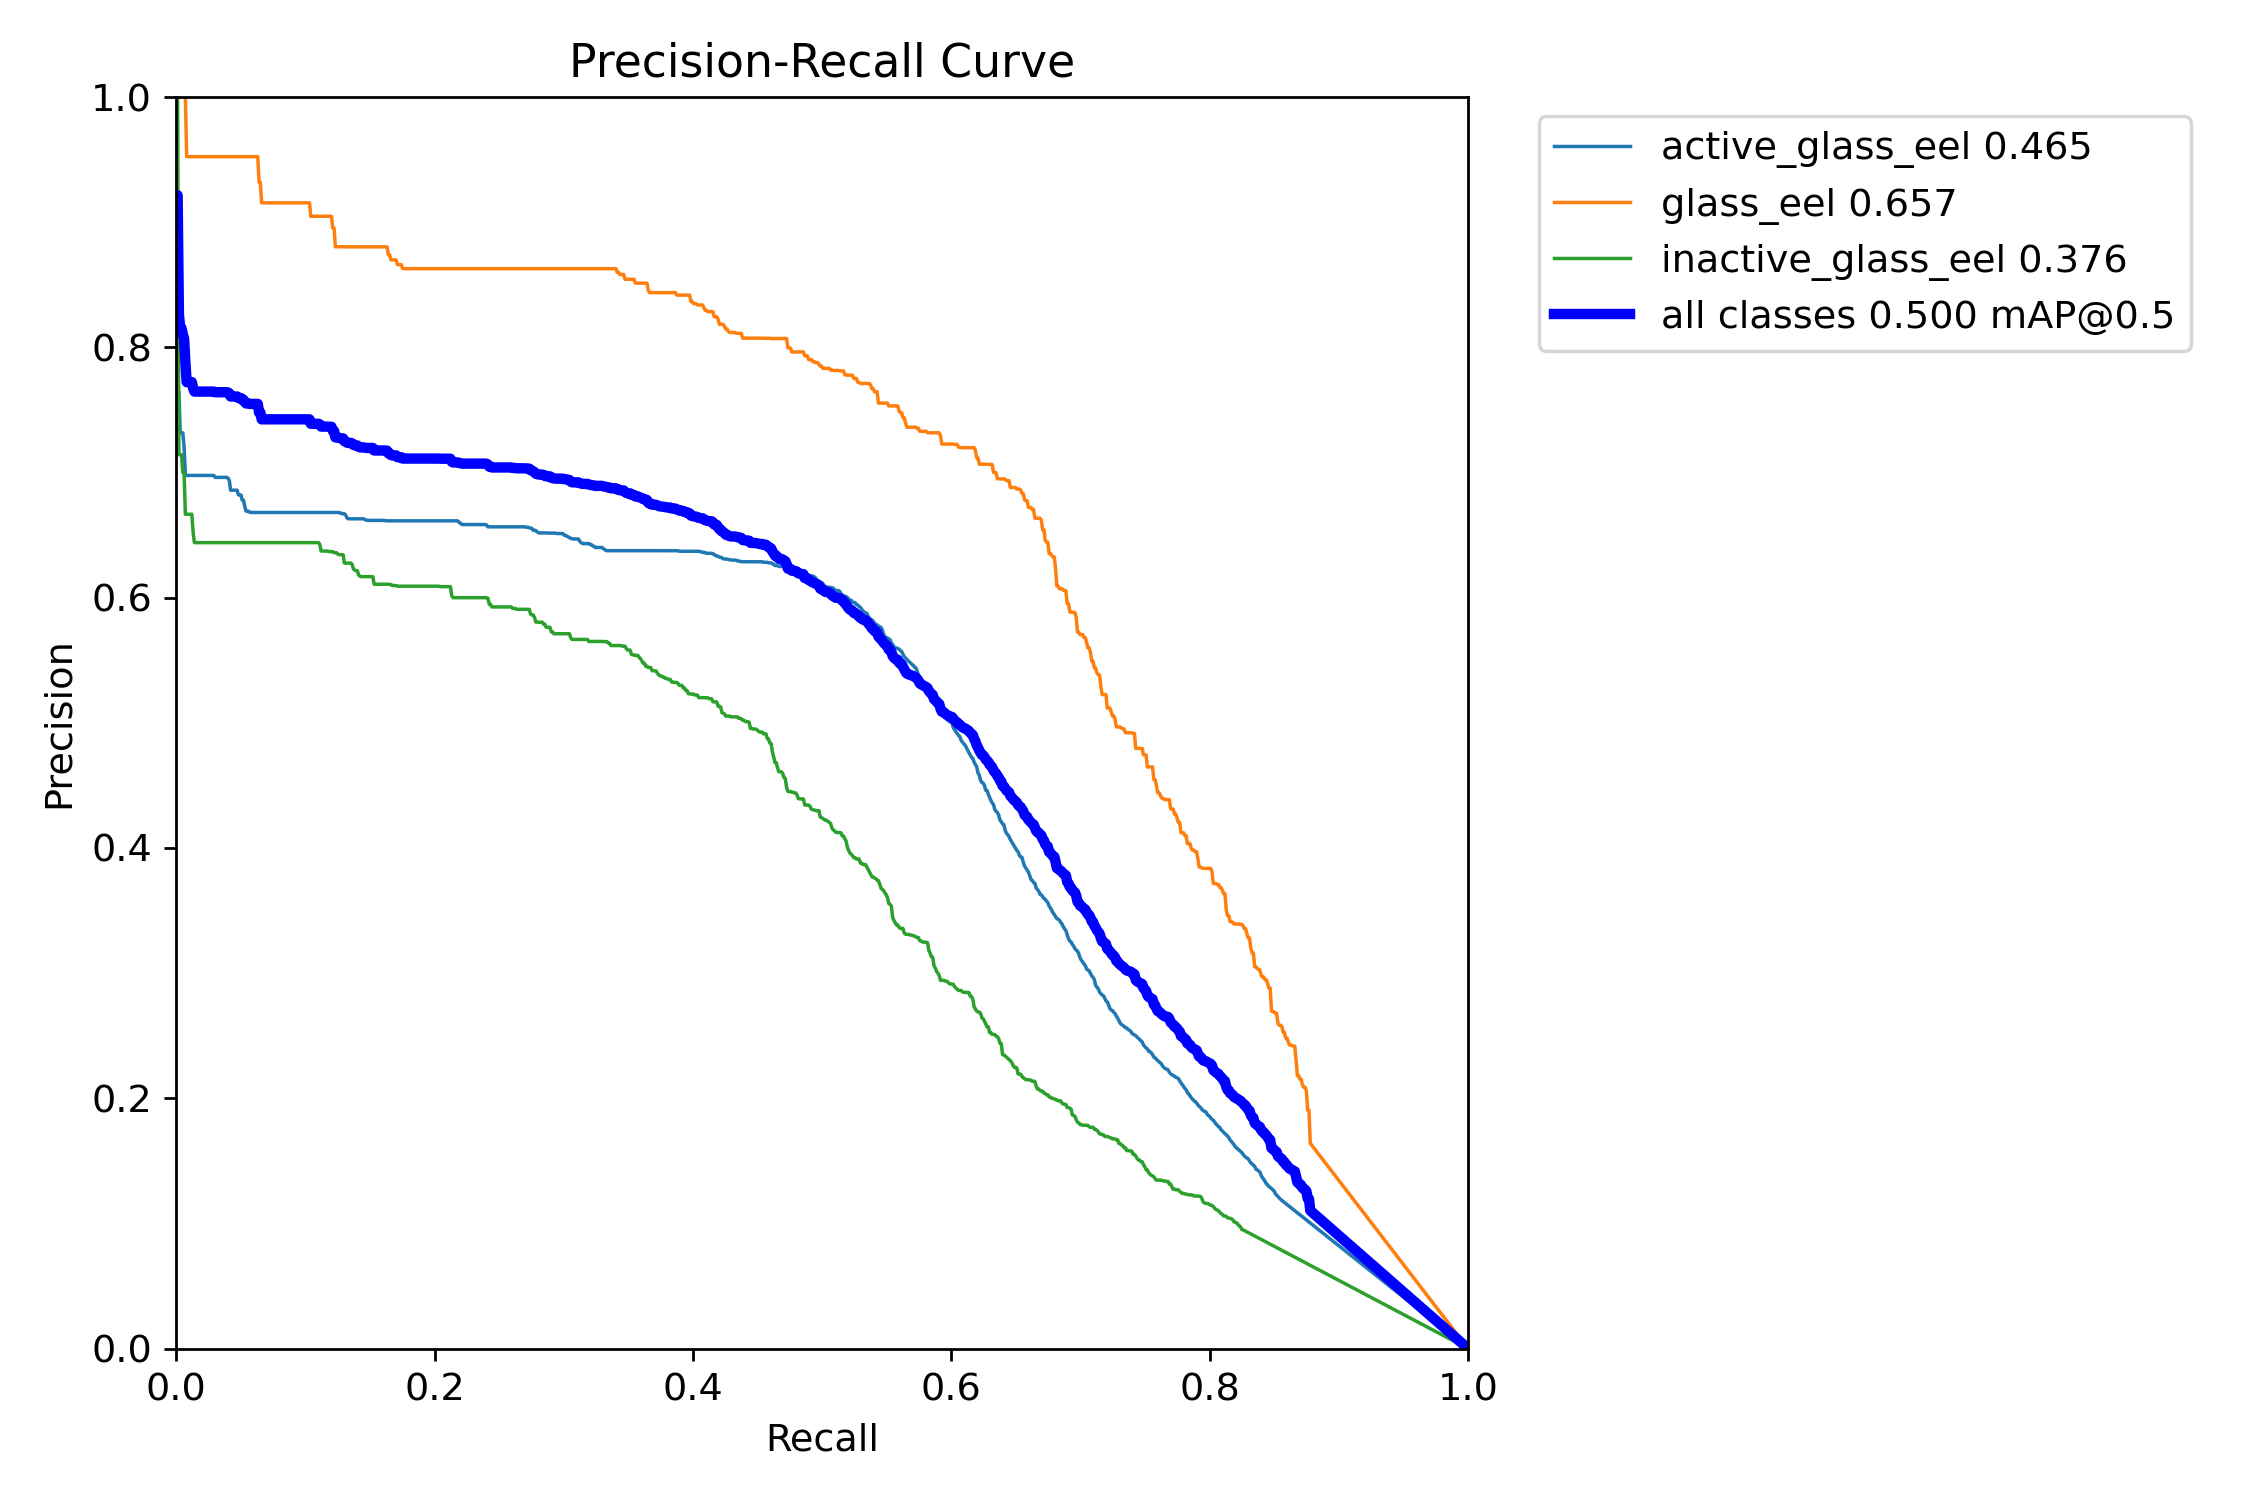 Precision-Recall Curve
1.0
0.8
0.6
0.4
0.2
0.0
Precision
0.0 0.2 0.4 0.6 0.8 1.0
Recall
active_glass_eel 0.465
glass_eel 0.657
inactive_glass_eel 0.376
all classes 0.500 mAP@0.5